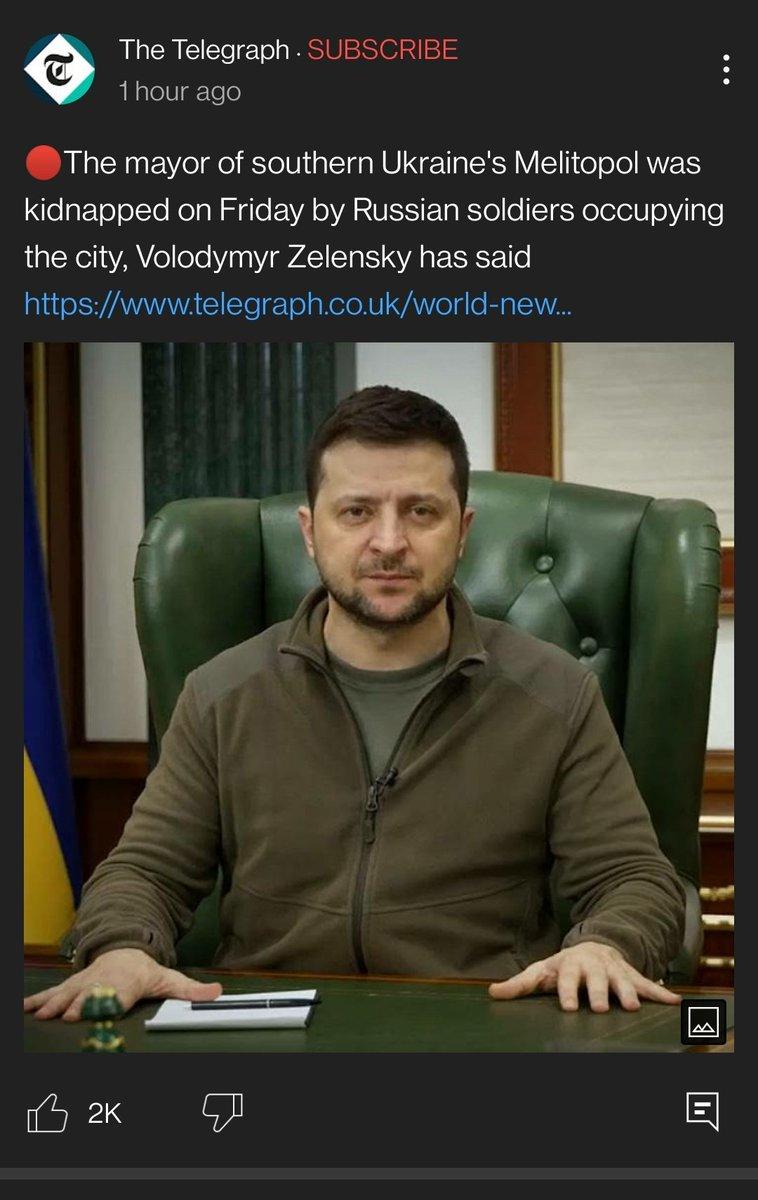 The Telegraph · SUBSCRIBE
1 hour ago
🔴The mayor of southern Ukraine's Melitopol was
kidnapped on Friday by Russian soldiers occupying
the city, Volodymyr Zelensky has said
https://www.telegraph.co.uk/world-new...
2K